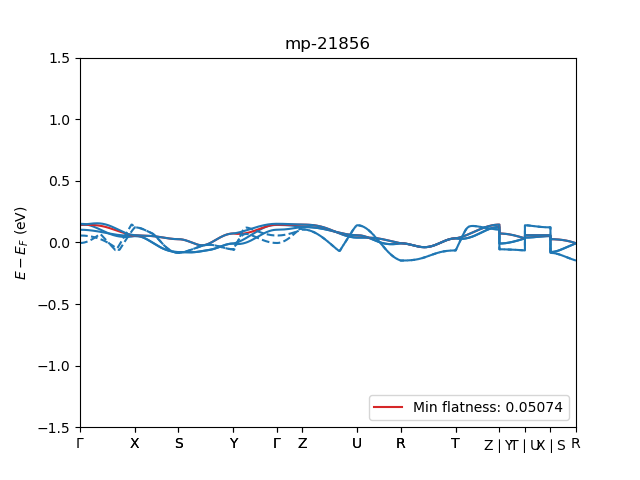 mp-21856
E − E_F (eV)
1.5
1.0
0.5
0.0
−0.5
−1.0
−1.5
Min flatness: 0.05074
Γ X S Y Γ Z U R T Z | Y T | U X | S R